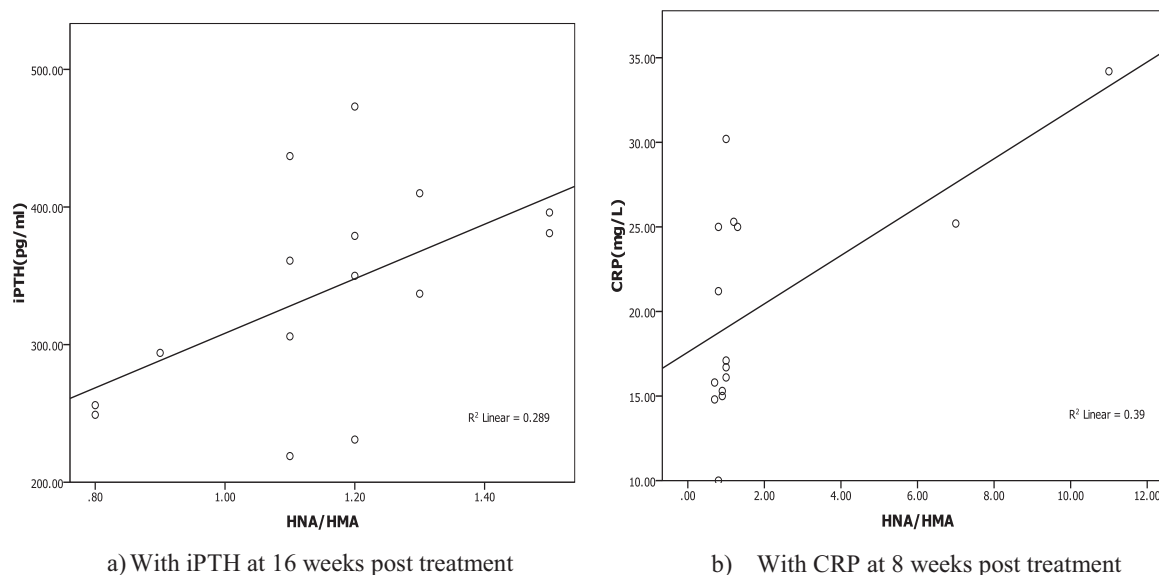 500.00
400.00
300.00
200.00
iPTH(pg/ml)
R² Linear = 0.289
.80
1.00
1.20
1.40
HNA/HMA
a) With iPTH at 16 weeks post treatment
35.00
30.00
25.00
20.00
15.00
10.00
CRP(mg/L)
R² Linear = 0.39
.00
2.00
4.00
6.00
8.00
10.00
12.00
HNA/HMA
b) With CRP at 8 weeks post treatment